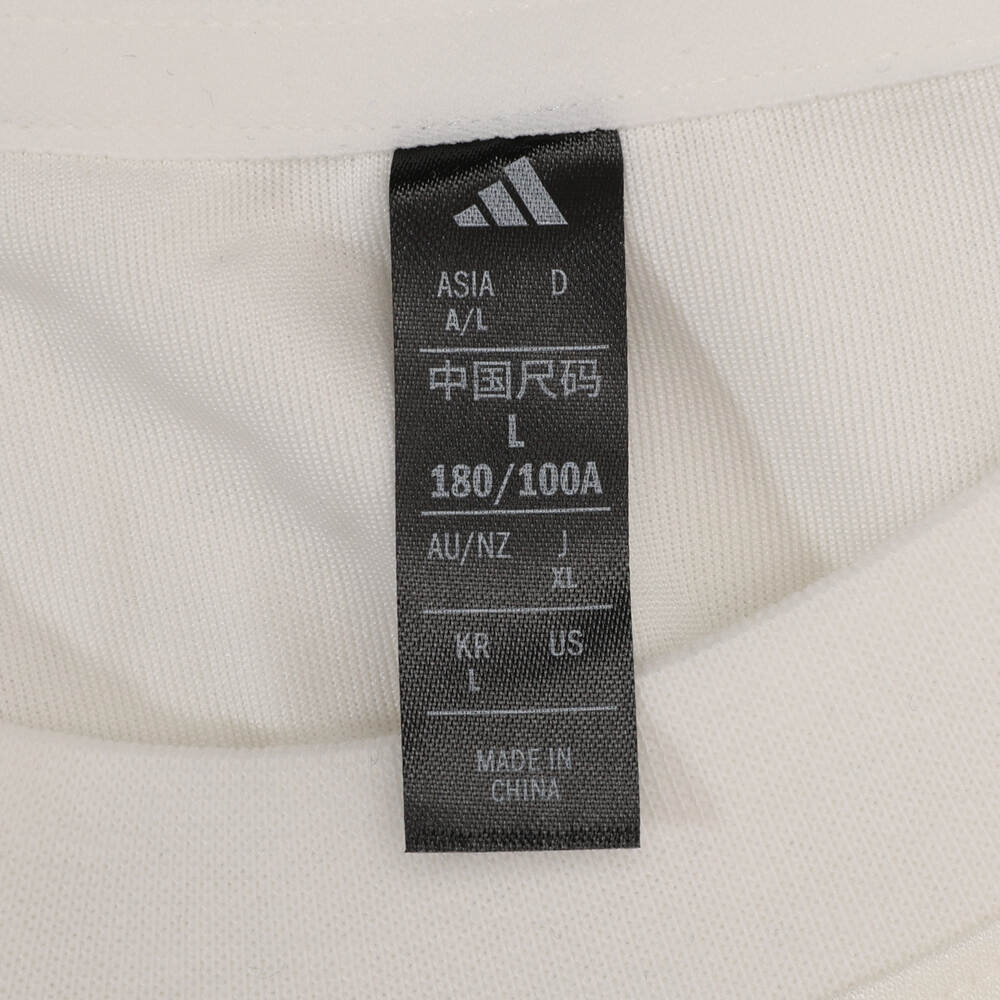 ASIA D
A/L
中国尺码
L
180/100A
AU/NZ J
XL
KR US
L
MADE IN
CHINA